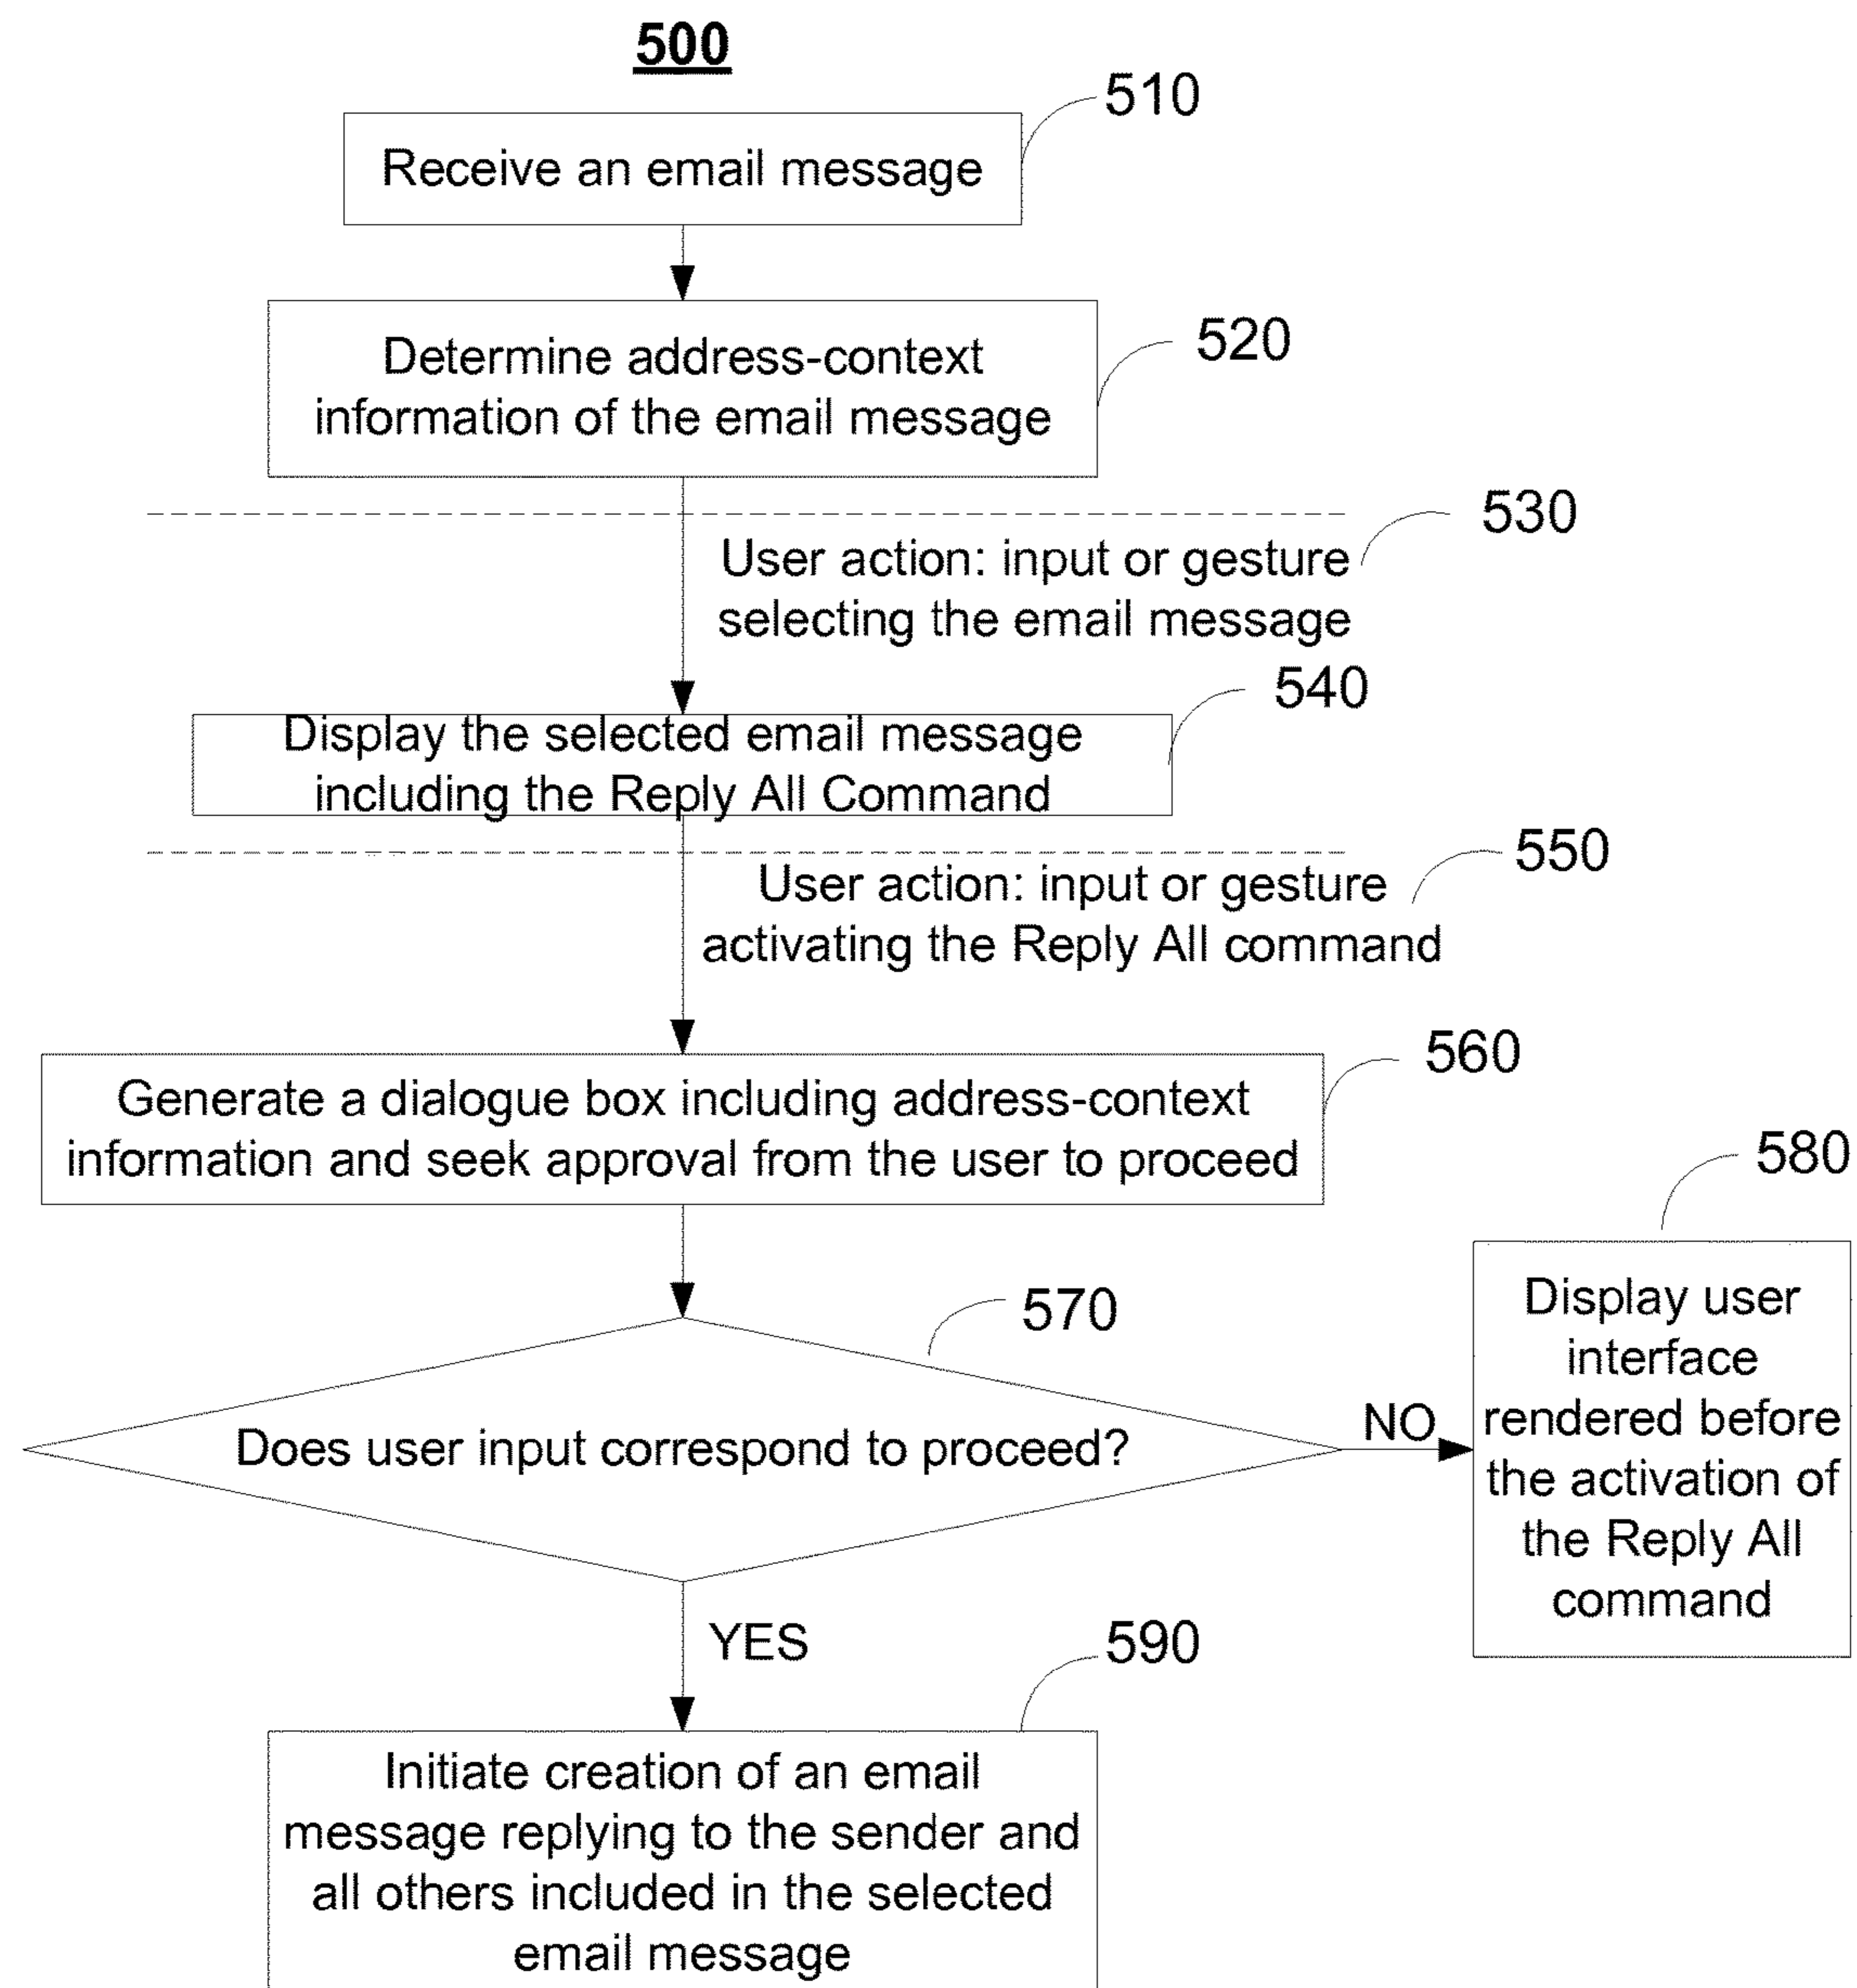 500
510
Receive an email message
520
Determine address-context
information of the email message
530
User action: input or gesture
selecting the email message
540
Display the selected email message
including the Reply All Command
550
User action: input or gesture
activating the Reply All command
560
Generate a dialogue box including address-context
information and seek approval from the user to proceed
570
Does user input correspond to proceed?
NO
580
Display user
interface
rendered before
the activation of
the Reply All
command
YES
590
Initiate creation of an email
message replying to the sender and
all others included in the selected
email message